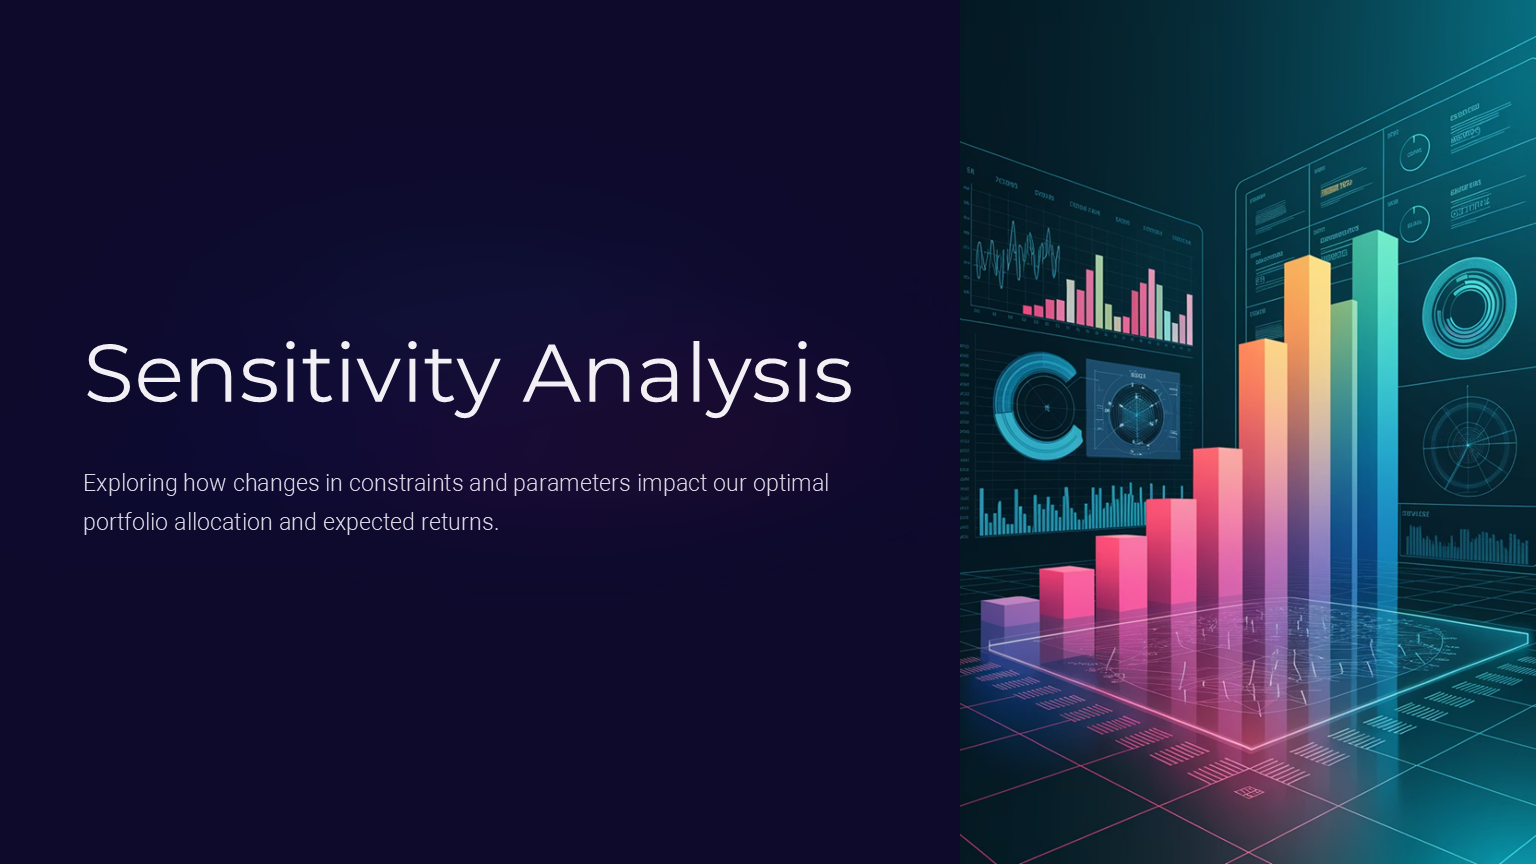 Sensitivity Analysis
Exploring how changes in constraints and parameters impact our optimal
portfolio allocation and expected returns.